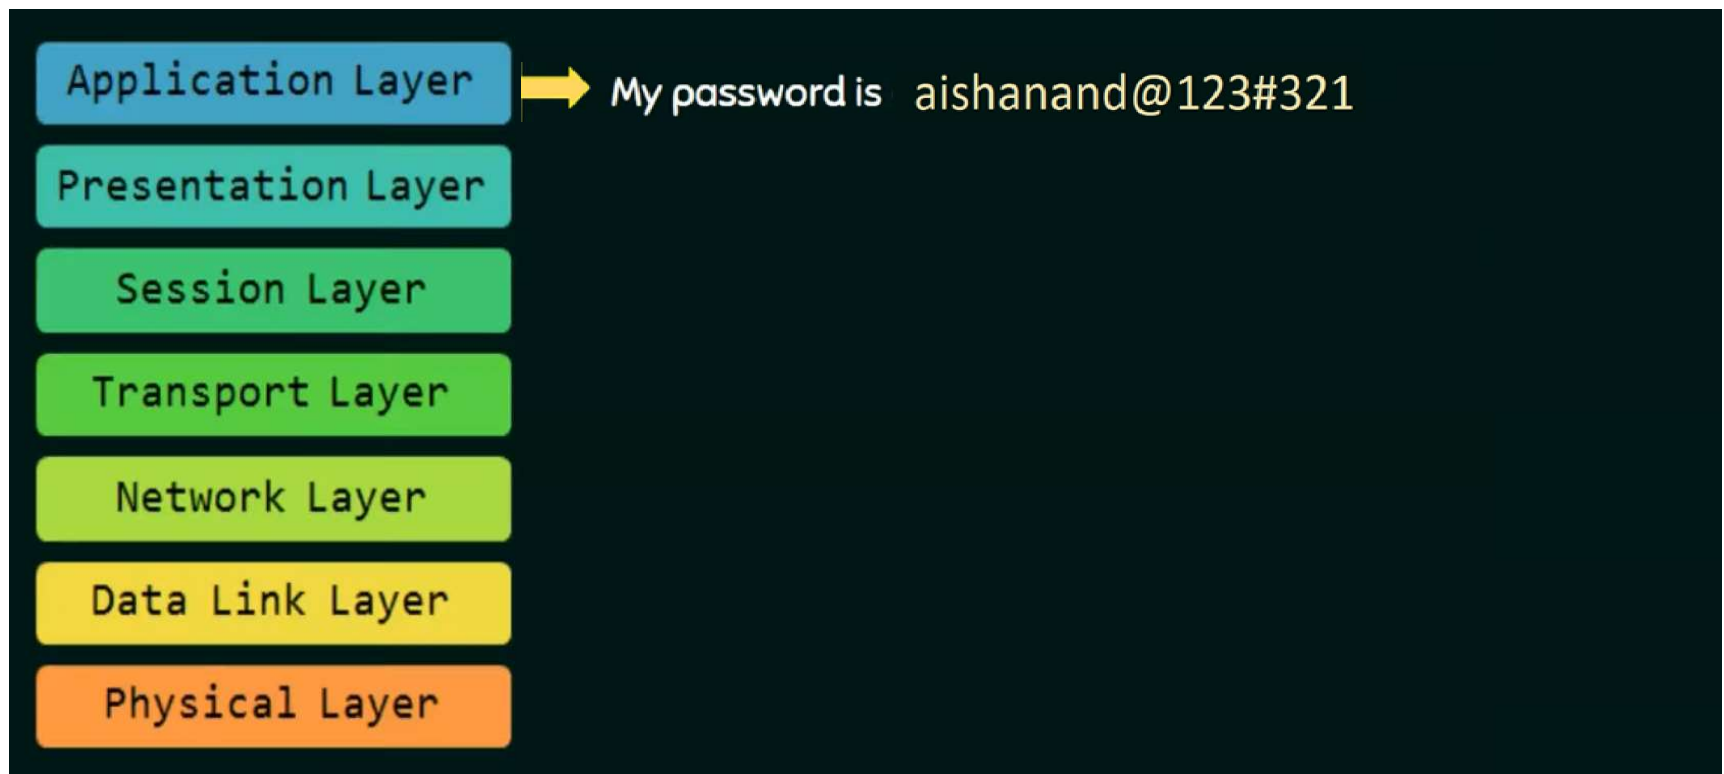 Application Layer My password is aishanand@123#321
Presentation Layer
Session Layer
Transport Layer
Network Layer
Data Link Layer
Physical Layer